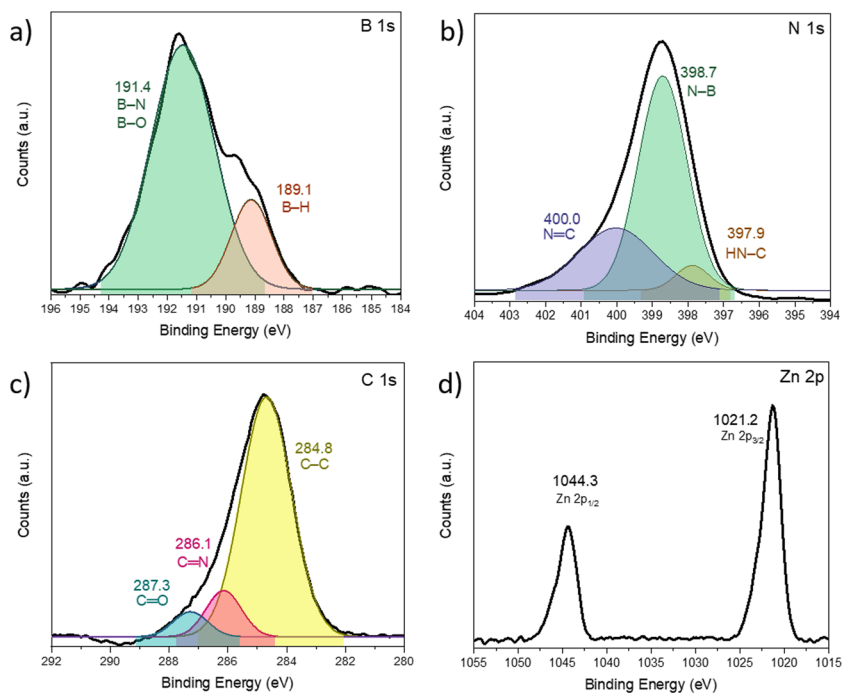 a)
B 1s
191.4
B–N
B–O
189.1
B–H
Counts (a.u.)
196 195 194 193 192 191 190 189 188 187 186 185 184
Binding Energy (eV)
b)
N 1s
398.7
N–B
400.0
N=C
397.9
HN–C
Counts (a.u.)
404 403 402 401 400 399 398 397 396 395 394
Binding Energy (eV)
c)
C 1s
284.8
C–C
286.1
C=N
287.3
C=O
Counts (a.u.)
292 290 288 286 284 282 280
Binding Energy (eV)
d)
Zn 2p
1021.2
Zn 2p3/2
1044.3
Zn 2p1/2
Counts (a.u.)
1055 1050 1045 1040 1035 1030 1025 1020 1015
Binding Energy (eV)